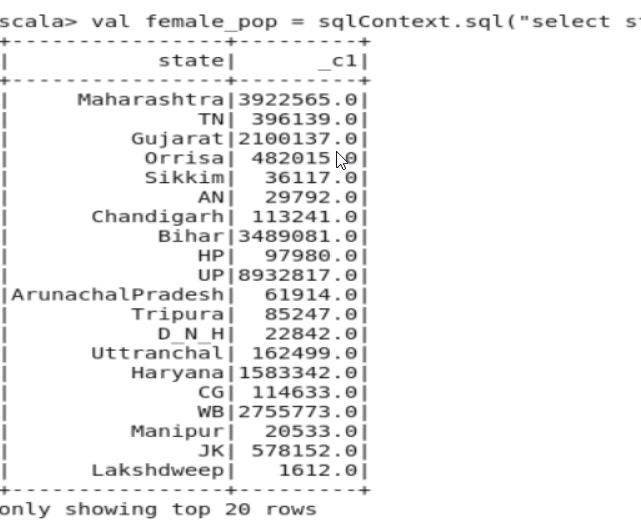 scala> val female_pop = sqlContext.sql("select
+----------------+---------+
| state| _c1|
+----------------+---------+
| Maharashtra|3922565.0|
| TN| 396139.0|
| Gujarat|2100137.0|
| Orrisa| 482015.0|
| Sikkim| 36117.0|
| AN| 29792.0|
| Chandigarh| 113241.0|
| Bihar|3489081.0|
| HP| 97980.0|
| UP|8932817.0|
|ArunachalPradesh| 61914.0|
| Tripura| 85247.0|
| D_N_H| 22842.0|
| Uttranchal| 162499.0|
| Haryana|1583342.0|
| CG| 114633.0|
| WB|2755773.0|
| Manipur| 20533.0|
| JK| 578152.0|
| Lakshdweep| 1612.0|
+----------------+---------+
only showing top 20 rows